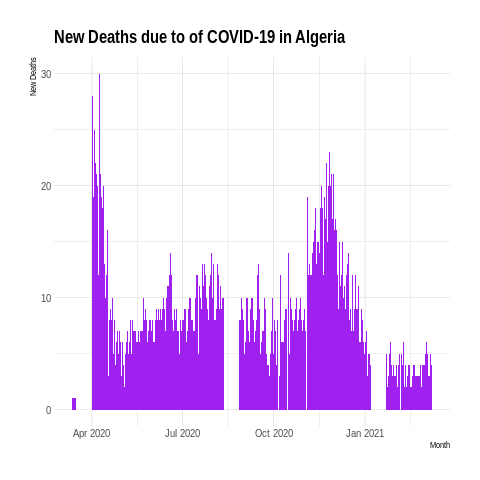 New Deaths due to of COVID-19 in Algeria
New Deaths
30
20
10
0
Apr 2020 Jul 2020 Oct 2020 Jan 2021
Month